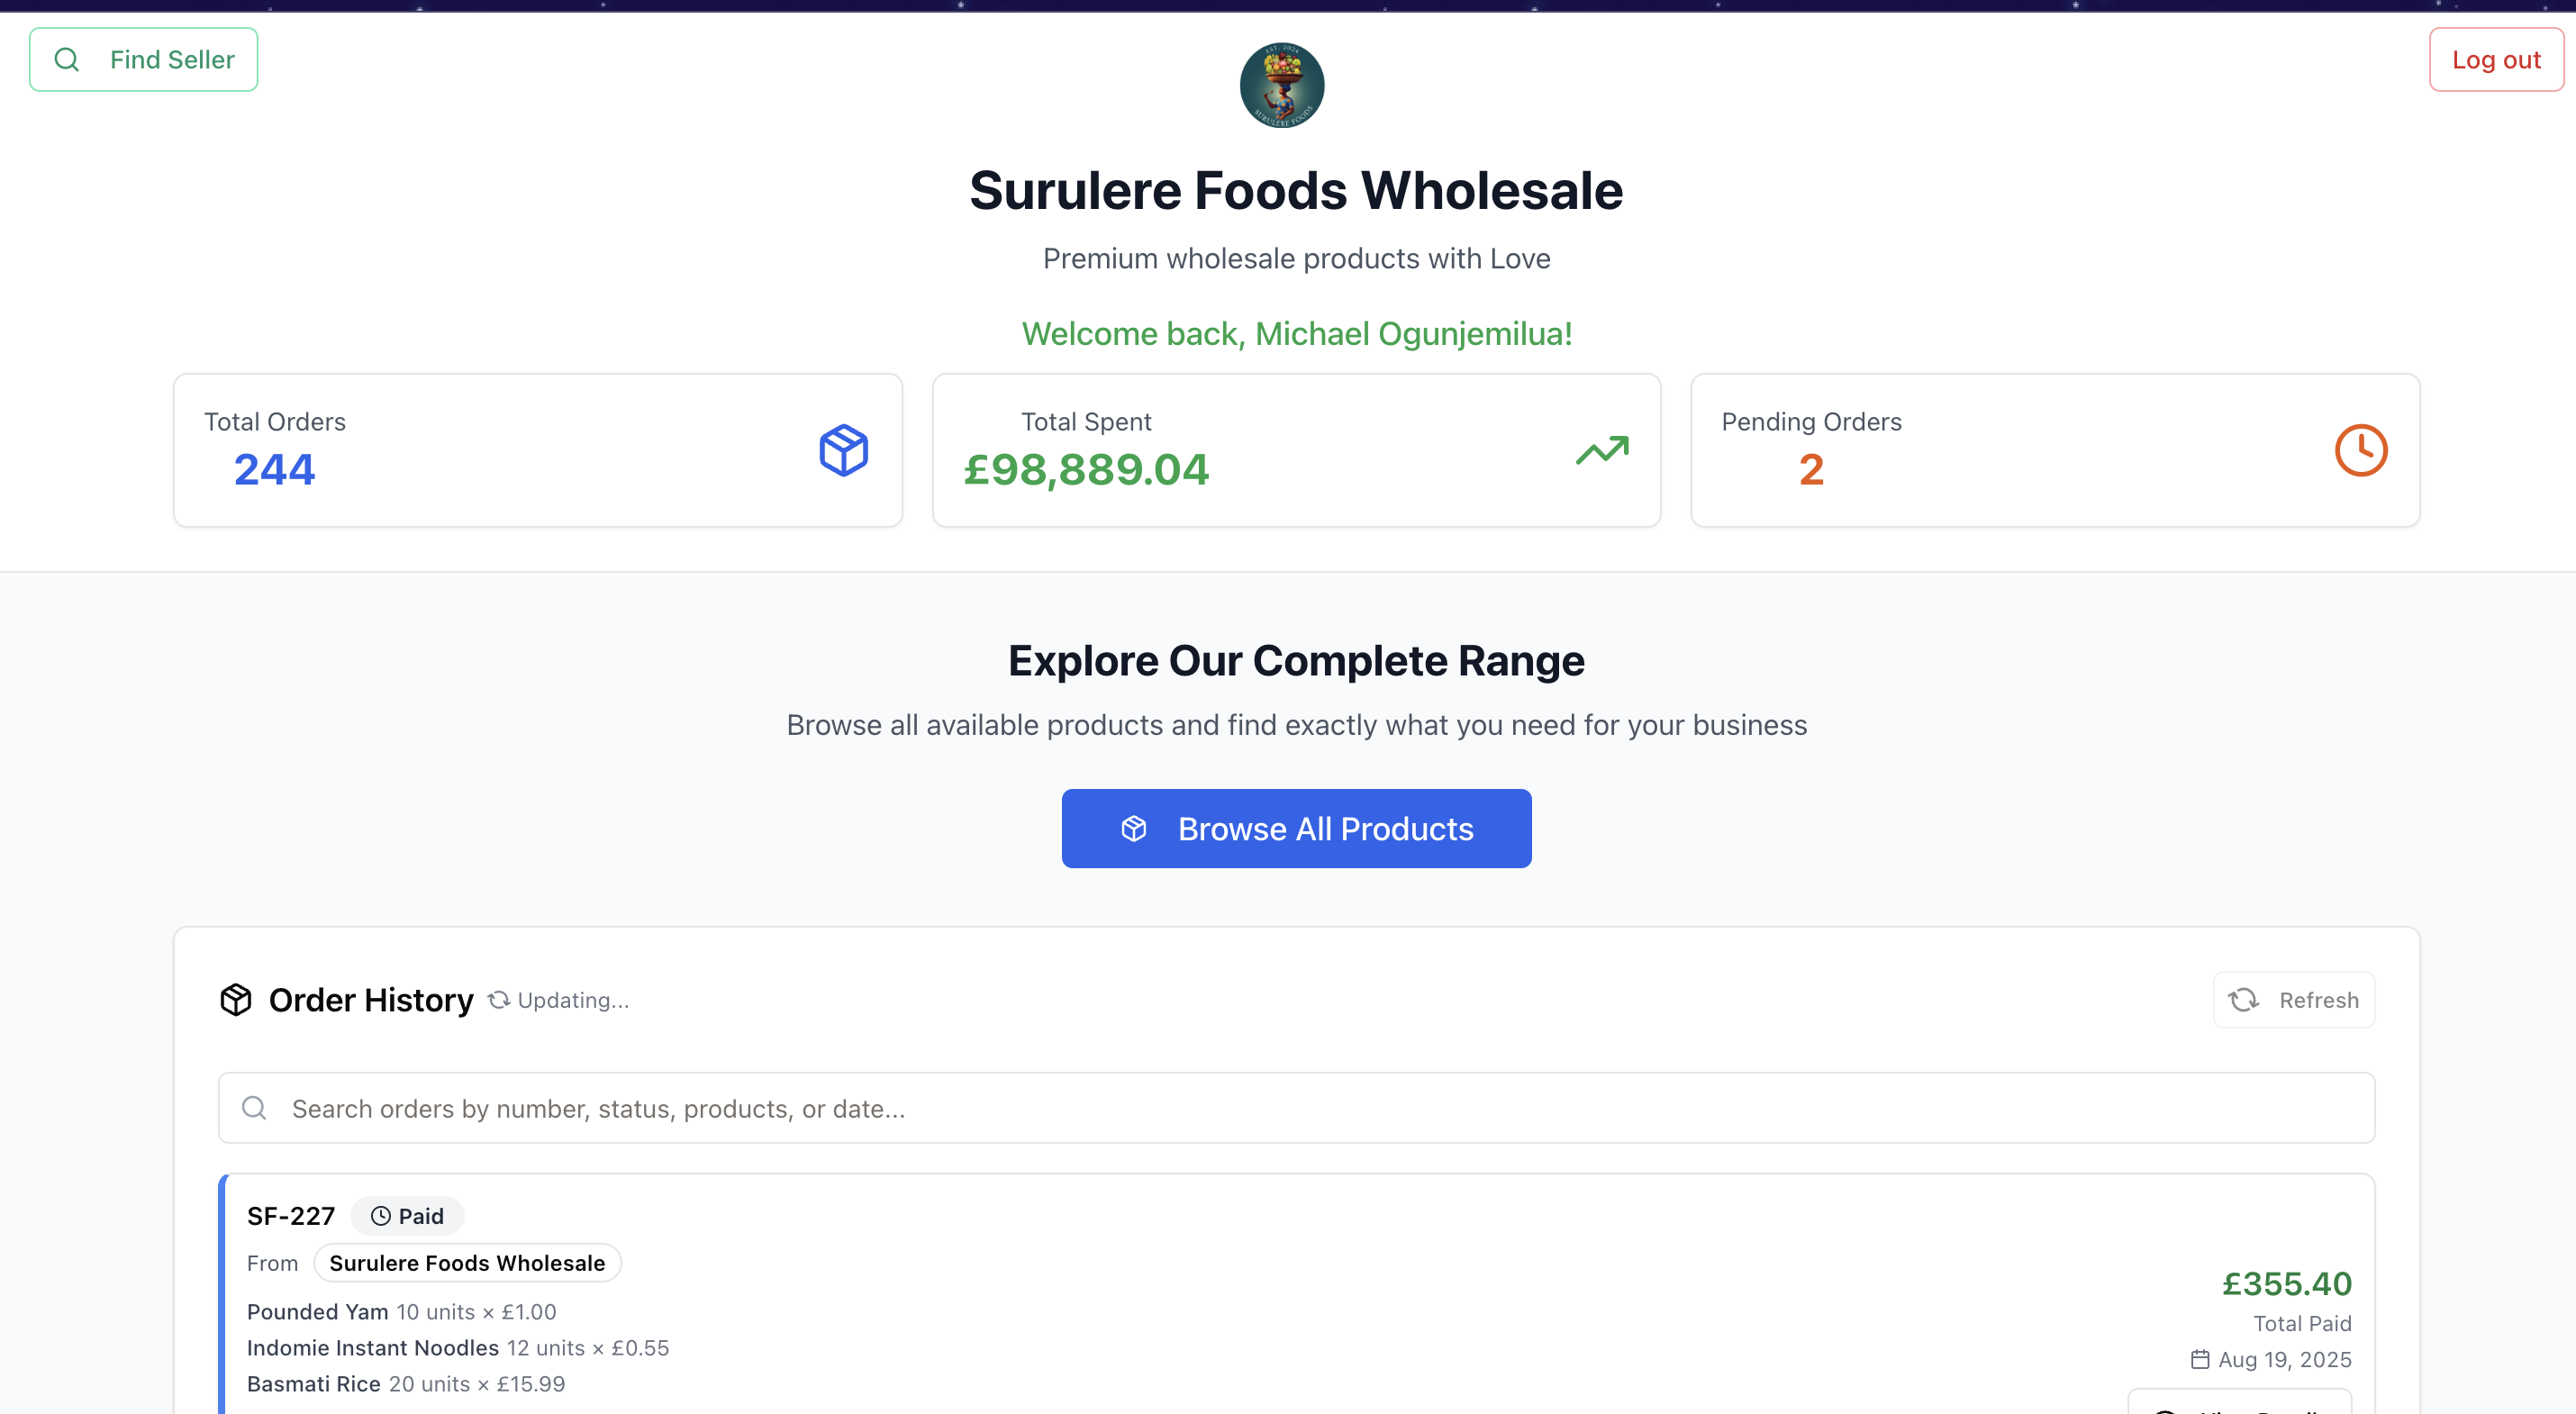 Find Seller
Log out
EST. 2024
SURULERE FOODS
Surulere Foods Wholesale
Premium wholesale products with Love
Welcome back, Michael Ogunjemilua!
Total Orders
244
Total Spent
£98,889.04
Pending Orders
2
Explore Our Complete Range
Browse all available products and find exactly what you need for your business
Browse All Products
Order History
Updating...
Refresh
Search orders by number, status, products, or date...
SF-227
Paid
From Surulere Foods Wholesale
Pounded Yam 10 units × £1.00
Indomie Instant Noodles 12 units × £0.55
Basmati Rice 20 units × £15.99
£355.40
Total Paid
Aug 19, 2025